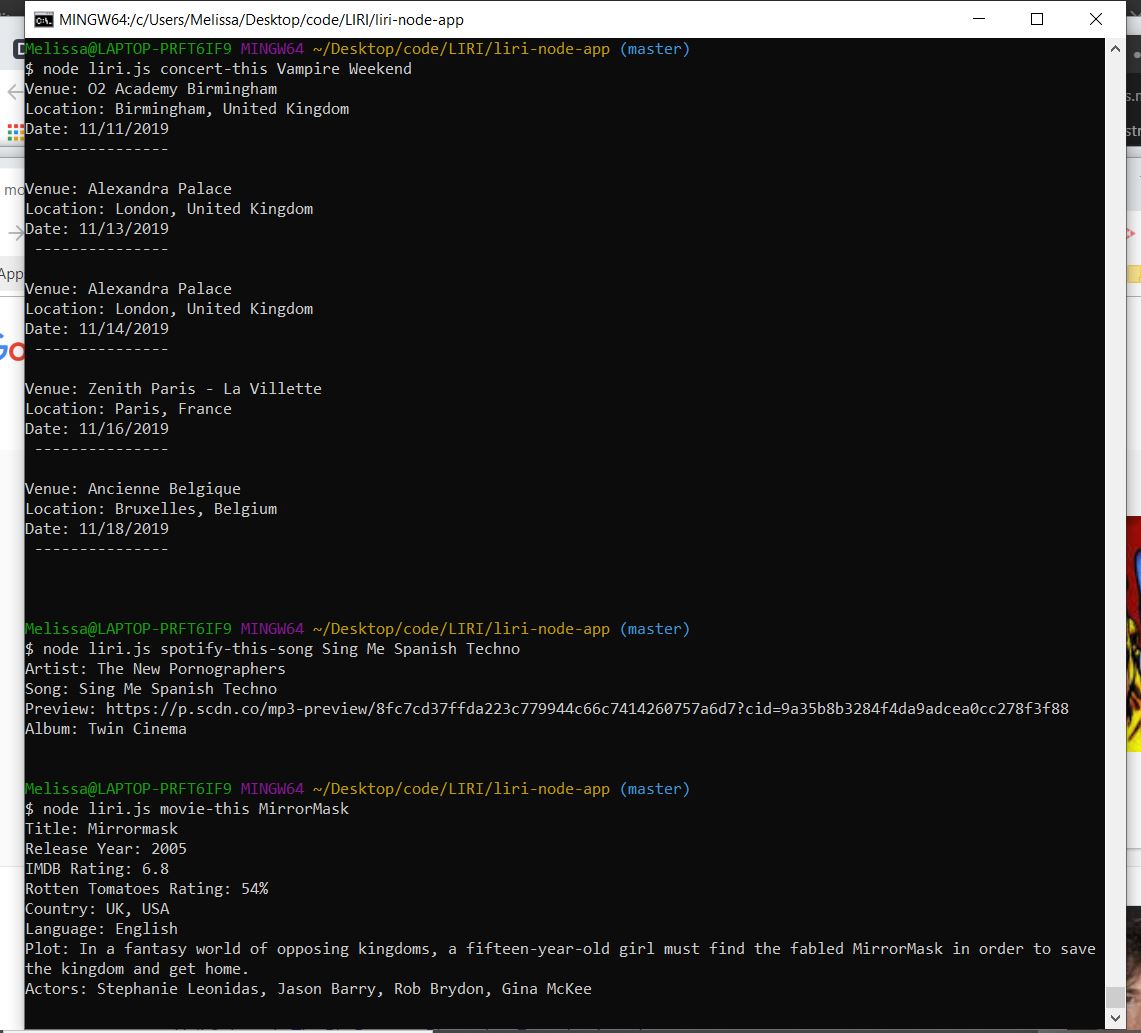 MINGW64:/c/Users/Melissa/Desktop/code/LIRI/liri-node-app
Melissa@LAPTOP-PRFT6IF9 MINGW64 ~/Desktop/code/LIRI/liri-node-app (master)
$ node liri.js concert-this Vampire Weekend
Venue: O2 Academy Birmingham
Location: Birmingham, United Kingdom
Date: 11/11/2019
---------------
Venue: Alexandra Palace
Location: London, United Kingdom
Date: 11/13/2019
---------------
Venue: Alexandra Palace
Location: London, United Kingdom
Date: 11/14/2019
---------------
Venue: Zenith Paris - La Villette
Location: Paris, France
Date: 11/16/2019
---------------
Venue: Ancienne Belgique
Location: Bruxelles, Belgium
Date: 11/18/2019
---------------
Melissa@LAPTOP-PRFT6IF9 MINGW64 ~/Desktop/code/LIRI/liri-node-app (master)
$ node liri.js spotify-this-song Sing Me Spanish Techno
Artist: The New Pornographers
Song: Sing Me Spanish Techno
Preview: https://p.scdn.co/mp3-preview/8fc7cd37ffda223c779944c66c7414260757a6d7?cid=9a35b8b3284f4da9adcea0cc278f3f88
Album: Twin Cinema
Melissa@LAPTOP-PRFT6IF9 MINGW64 ~/Desktop/code/LIRI/liri-node-app (master)
$ node liri.js movie-this MirrorMask
Title: Mirrormask
Release Year: 2005
IMDB Rating: 6.8
Rotten Tomatoes Rating: 54%
Country: UK, USA
Language: English
Plot: In a fantasy world of opposing kingdoms, a fifteen-year-old girl must find the fabled MirrorMask in order to save
the kingdom and get home.
Actors: Stephanie Leonidas, Jason Barry, Rob Brydon, Gina McKee